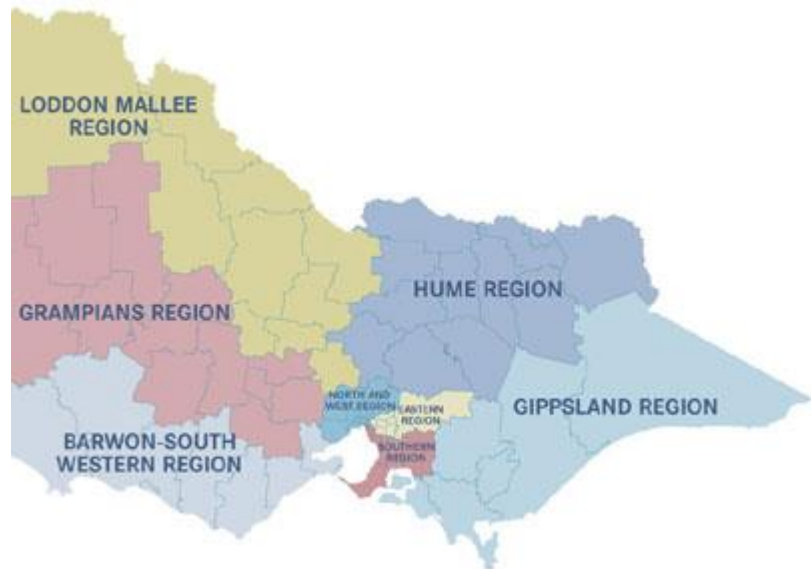 LODDON MALLEE
REGION
GRAMPIANS REGION
HUME REGION
NORTH AND
WEST REGION
EASTERN
REGION
GIPPSLAND REGION
BARWON-SOUTH
WESTERN REGION
SOUTHERN
REGION